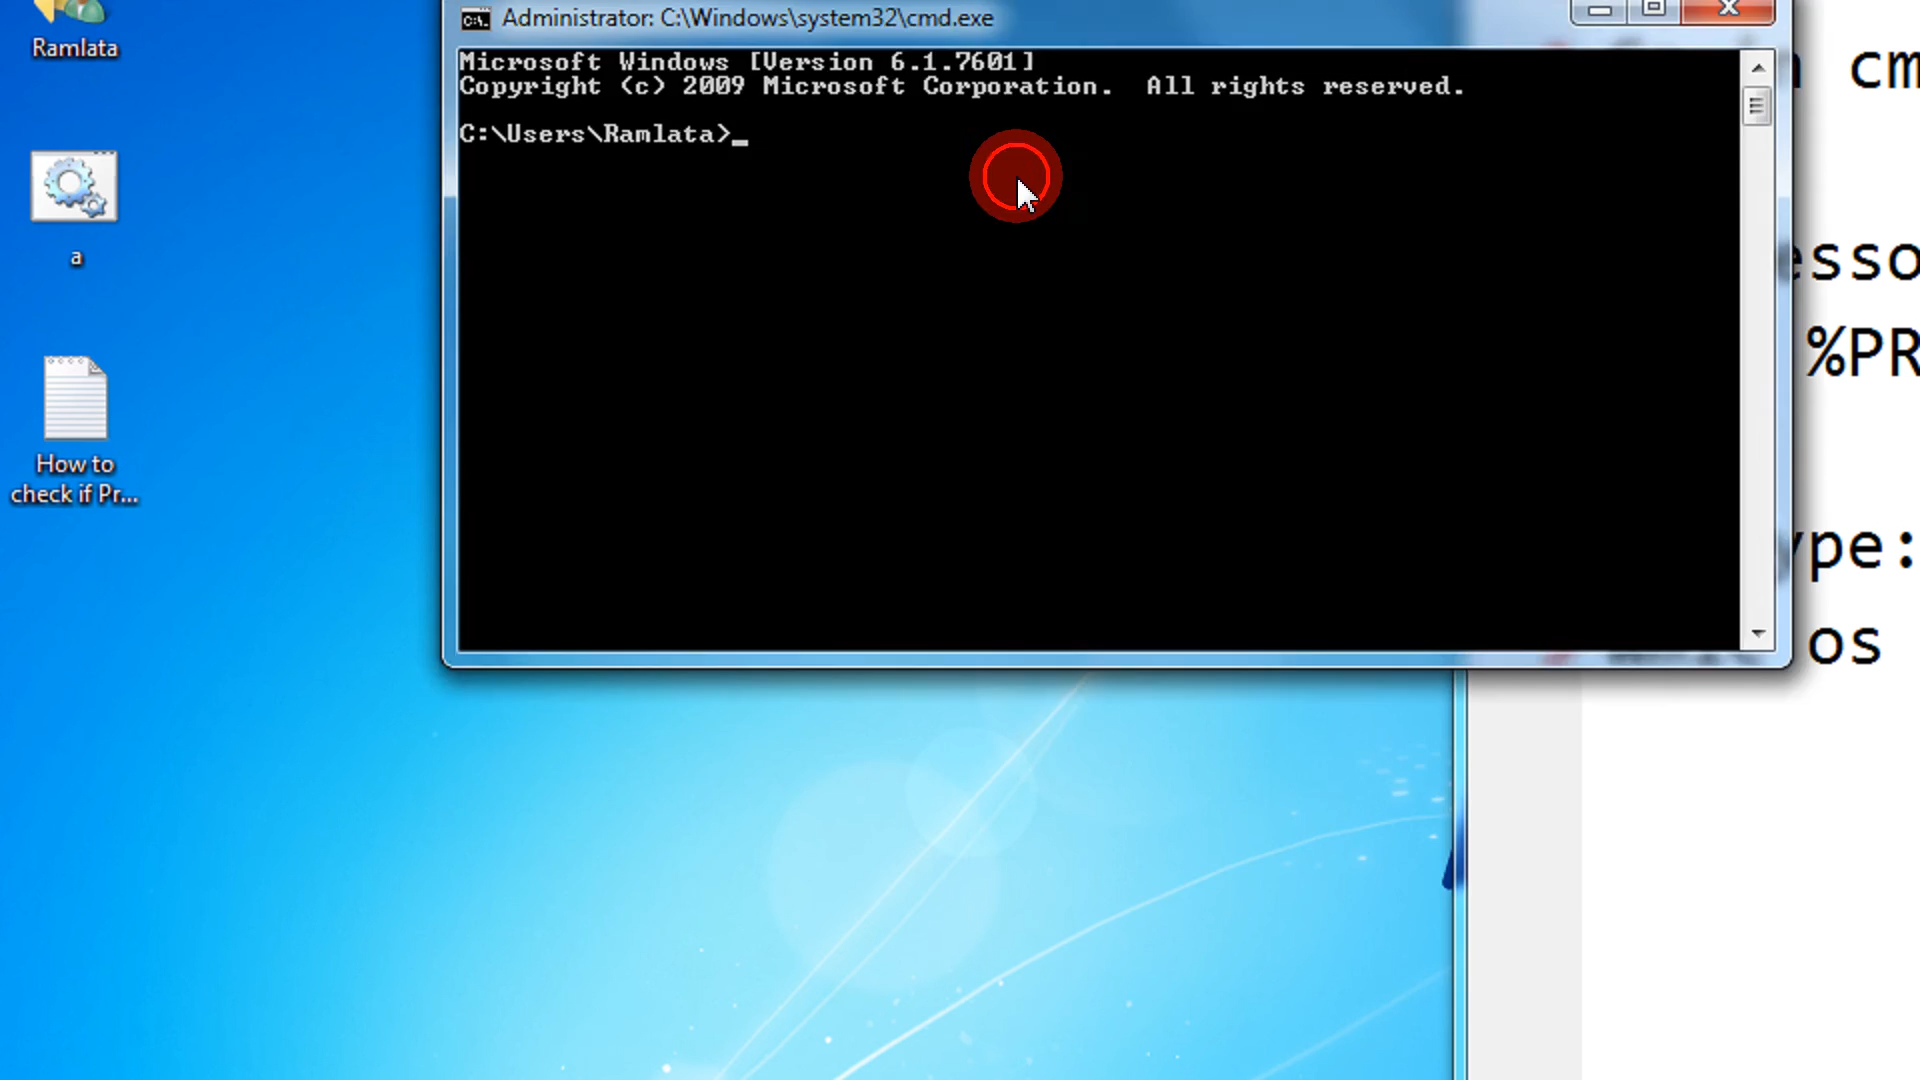 Ramlata
a
How to
check if Pr...
Administrator: C:\Windows\system32\cmd.exe
Microsoft Windows [Version 6.1.7601]
Copyright (c) 2009 Microsoft Corporation.  All rights reserved.
C:\Users\Ramlata>_
cm
esso
%PR
ype:
os